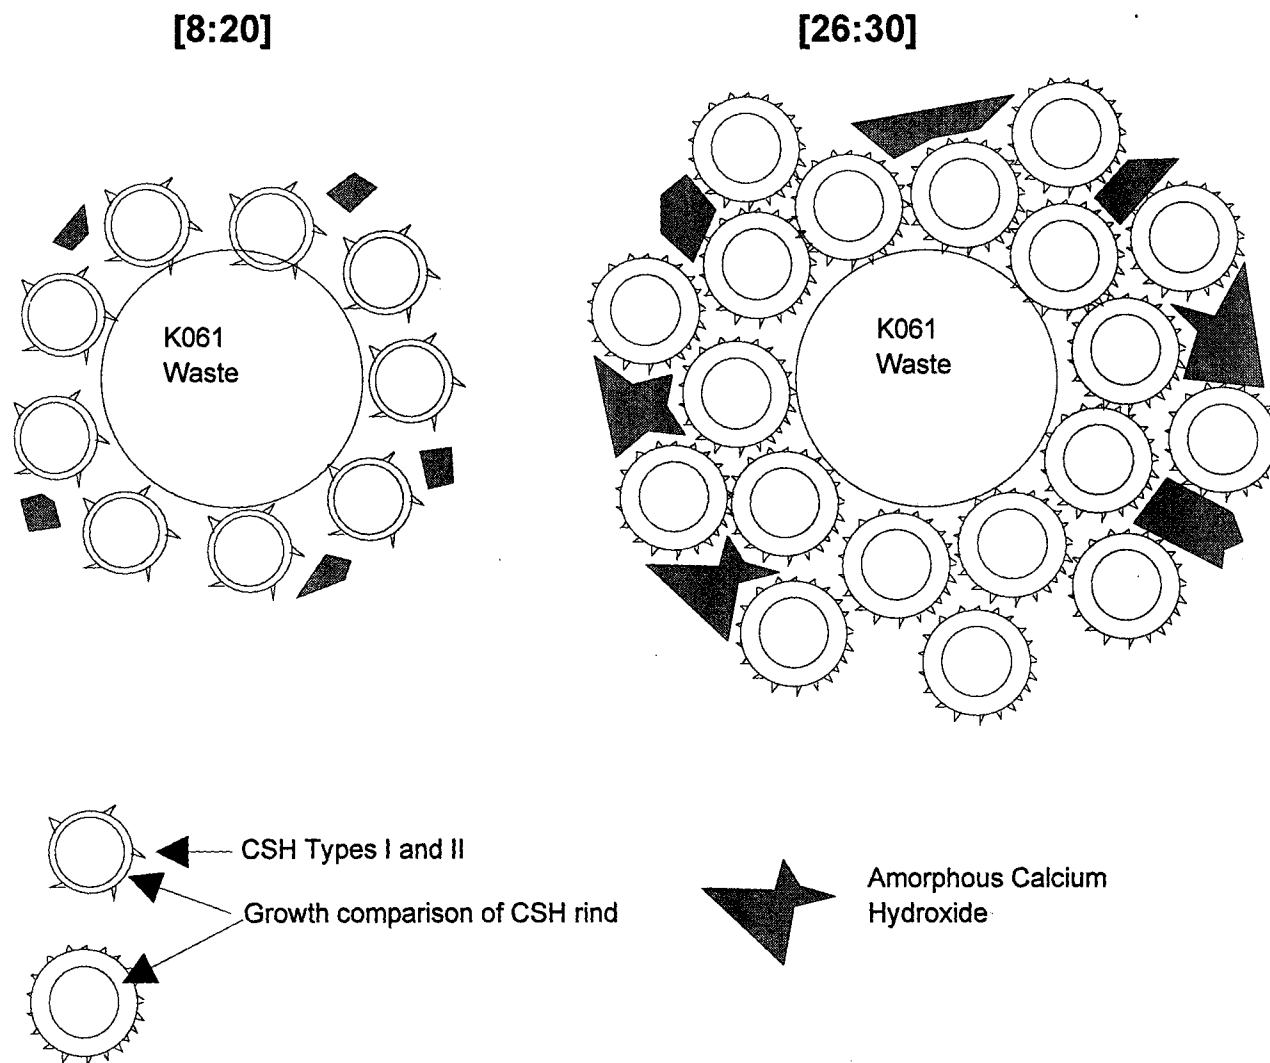 [8:20]
[26:30]
K061
Waste
K061
Waste
CSH Types I and II
Growth comparison of CSH rind
Amorphous Calcium
Hydroxide